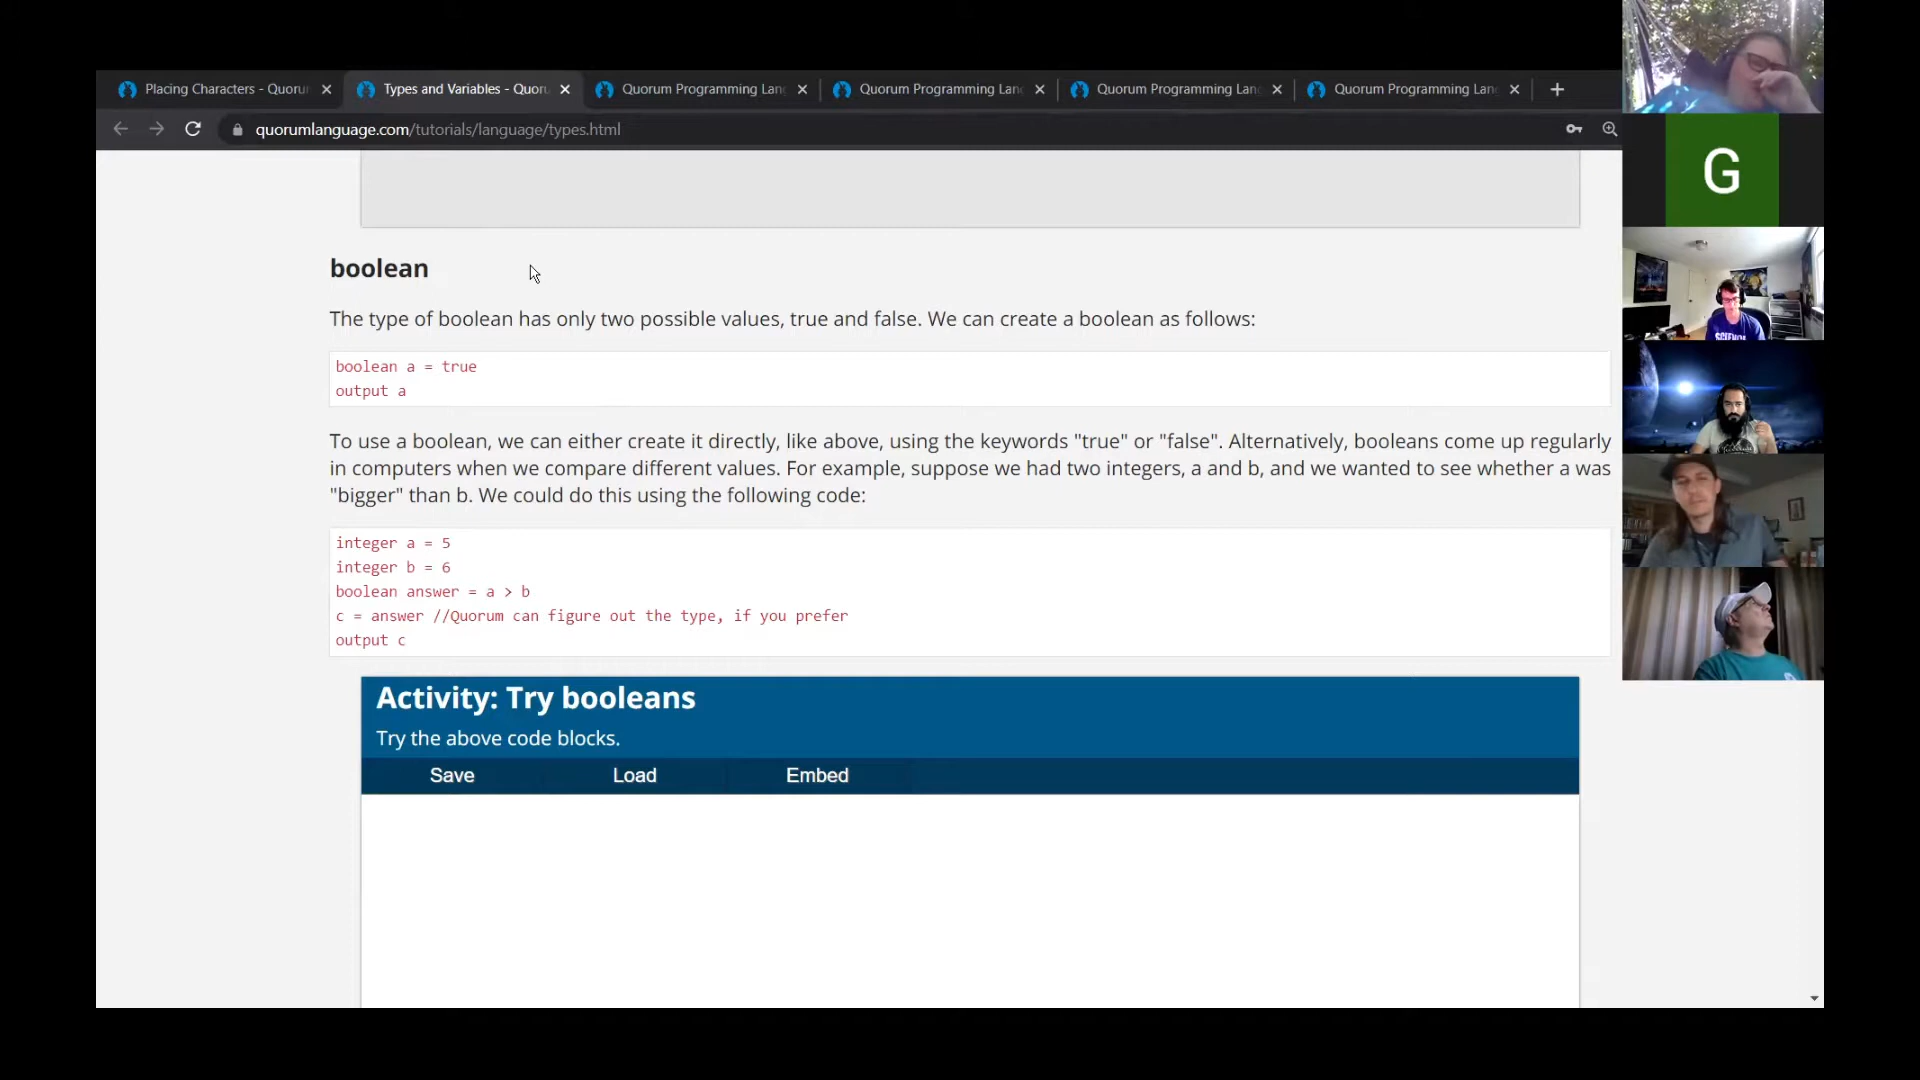 Placing Characters - Quoru
Types and Variables - Quoru
Quorum Programming Lang
Quorum Programming Lang
Quorum Programming Lang
Quorum Programming Lang
quorumlanguage.com/tutorials/language/types.html
G
boolean
The type of boolean has only two possible values, true and false. We can create a boolean as follows:
boolean a = true
output a
To use a boolean, we can either create it directly, like above, using the keywords "true" or "false". Alternatively, booleans come up regularly
in computers when we compare different values. For example, suppose we had two integers, a and b, and we wanted to see whether a was
"bigger" than b. We could do this using the following code:
integer a = 5
integer b = 6
boolean answer = a > b
c = answer //Quorum can figure out the type, if you prefer
output c
Activity: Try booleans
Try the above code blocks.
Save
Load
Embed